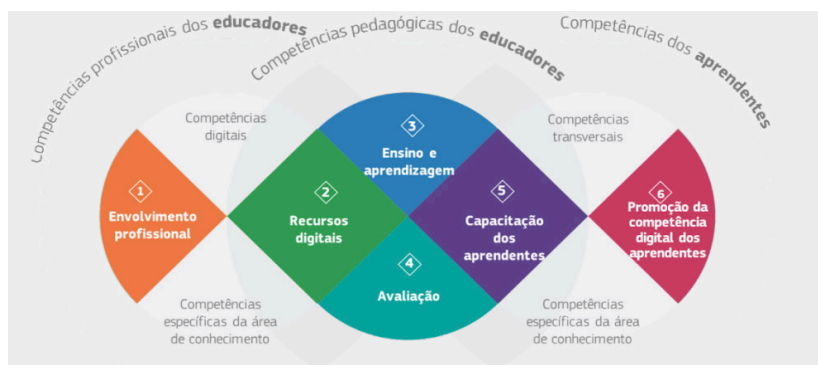 Competências profissionais dos educadores
Competências pedagógicas dos educadores
Competências dos aprendentes
Competências
digitais
Competências
transversais
1
Envolvimento
profissional
2
Recursos
digitais
3
Ensino e
aprendizagem
4
Avaliação
5
Capacitação
dos
aprendentes
6
Promoção da
competência
digital dos
aprendentes
Competências
específicas da área
de conhecimento
Competências
específicas da área
de conhecimento